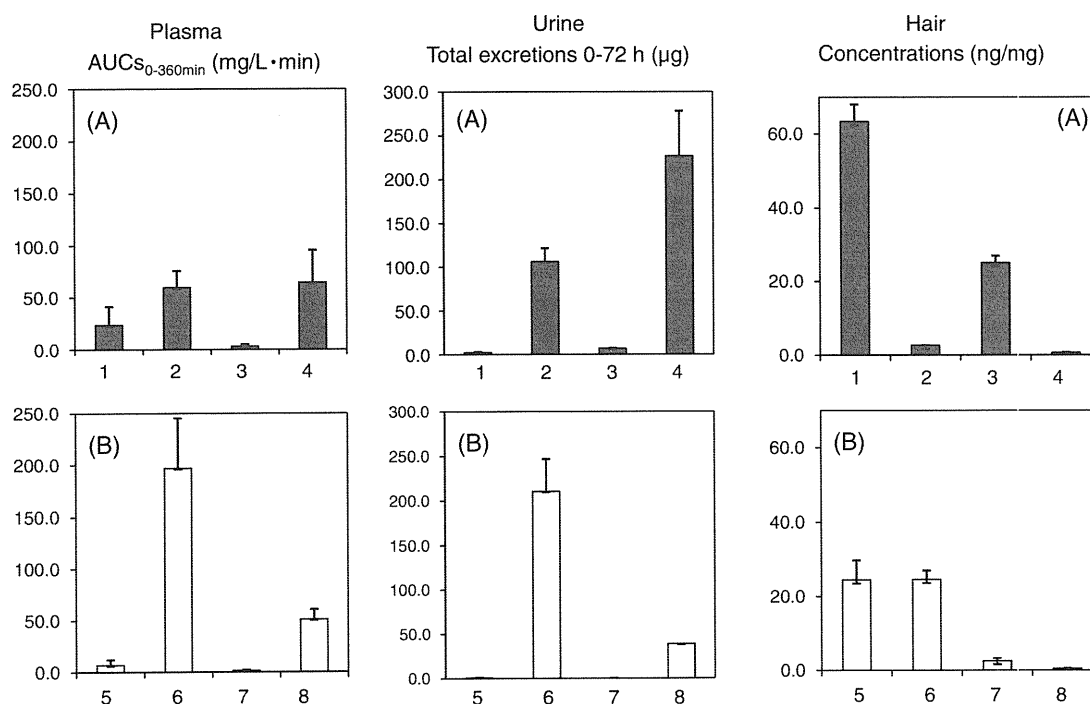 Plasma
AUCs0-360min (mg/L·min)
Urine
Total excretions 0-72 h (µg)
Hair
Concentrations (ng/mg)
250.0
200.0
150.0
100.0
50.0
0.0
(A)
1 2 3 4
300.0
250.0
200.0
150.0
100.0
50.0
0.0
(A)
1 2 3 4
60.0
40.0
20.0
0.0
(A)
1 2 3 4
250.0
200.0
150.0
100.0
50.0
0.0
(B)
5 6 7 8
300.0
250.0
200.0
150.0
100.0
50.0
0.0
(B)
5 6 7 8
60.0
40.0
20.0
0.0
(B)
5 6 7 8